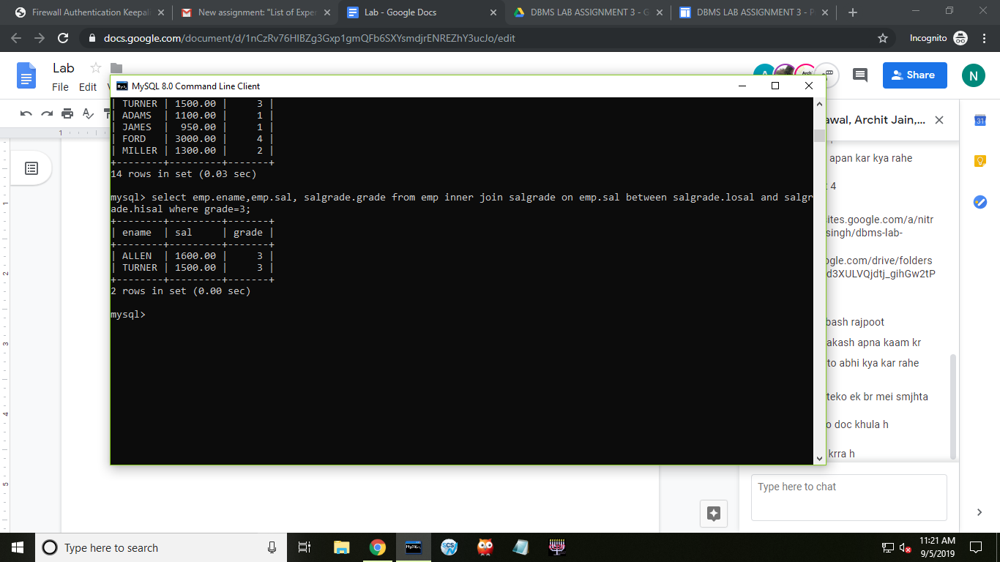 Firewall Authentication Keepali
New assignment: "List of Exper
Lab - Google Docs
DBMS LAB ASSIGNMENT 3 - G
DBMS LAB ASSIGNMENT 3 - P
docs.google.com/document/d/1nCzRv76HIBZg3Gxp1gmQFb6SXYsmdjrENREZhY3ucJo/edit
Incognito
Lab
Share
N
File Edit
MySQL 8.0 Command Line Client
| TURNER | 1500.00 | 3 |
| ADAMS | 1100.00 | 1 |
| JAMES | 950.00 | 1 |
| FORD | 3000.00 | 4 |
| MILLER | 1300.00 | 2 |
+--------+---------+-------+
14 rows in set (0.03 sec)
mysql> select emp.ename,emp.sal, salgrade.grade from emp inner join salgrade on emp.sal between salgrade.losal and salgr
ade.hisal where grade=3;
+--------+---------+-------+
| ename | sal | grade |
+--------+---------+-------+
| ALLEN | 1600.00 | 3 |
| TURNER | 1500.00 | 3 |
+--------+---------+-------+
2 rows in set (0.00 sec)
mysql>
awal, Archit Jain,...
apan kar kya rahe
4
ites.google.com/a/nitr
singh/dbms-lab-
ogle.com/drive/folders
d3XULVQjdtj_gihGw2tP
bash rajpoot
akash apna kaam kr
to abhi kya kar rahe
teko ek br mei smjhta
o doc khula h
krra h
Type here to chat
1
1
2
3
4
5
31
Type here to search
11:21 AM
9/5/2019